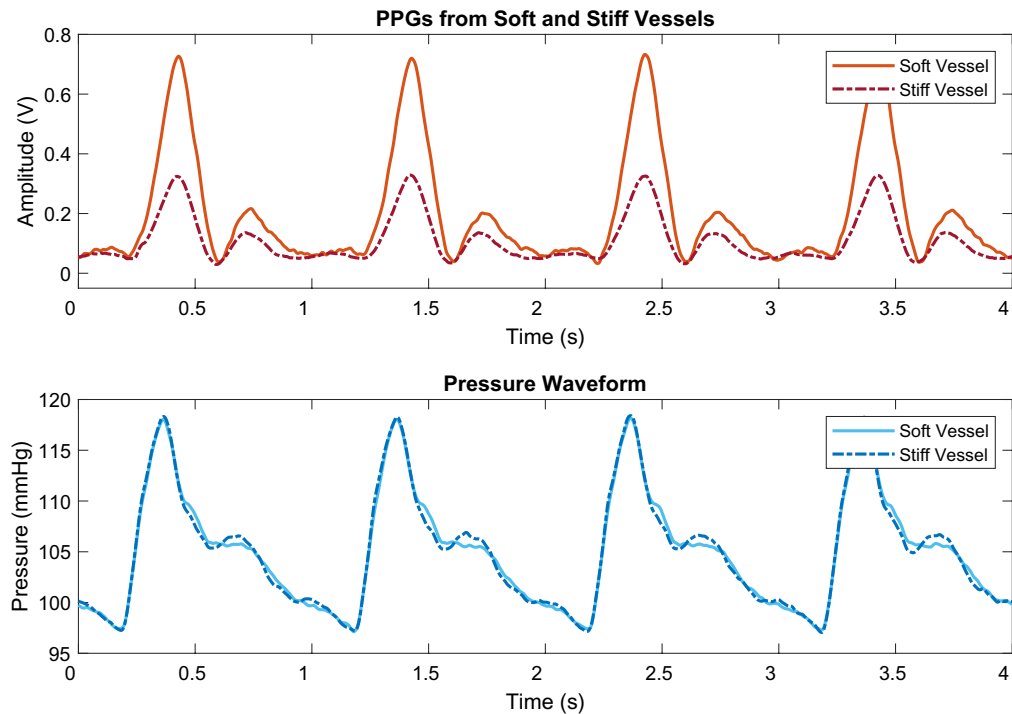 PPGs from Soft and Stiff Vessels
Amplitude (V)
0.8
0.6
0.4
0.2
0
Soft Vessel
Stiff Vessel
0 0.5 1 1.5 2 2.5 3 3.5 4
Time (s)
Pressure Waveform
Pressure (mmHg)
120
115
110
105
100
95
Soft Vessel
Stiff Vessel
0 0.5 1 1.5 2 2.5 3 3.5 4
Time (s)